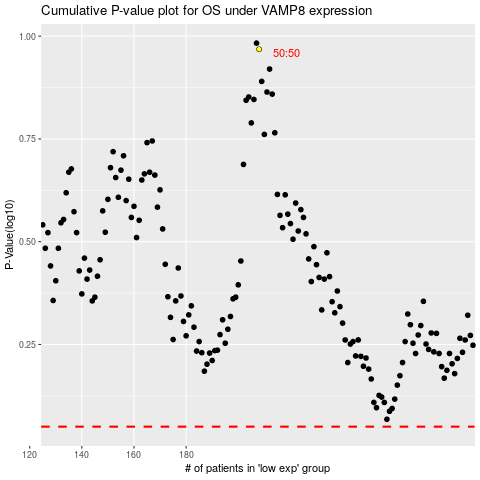 Cumulative P-value plot for OS under VAMP8 expression
1.00
50:50
0.75
0.50
0.25
P-Value(log10)
120 140 160 180
# of patients in 'low exp' group